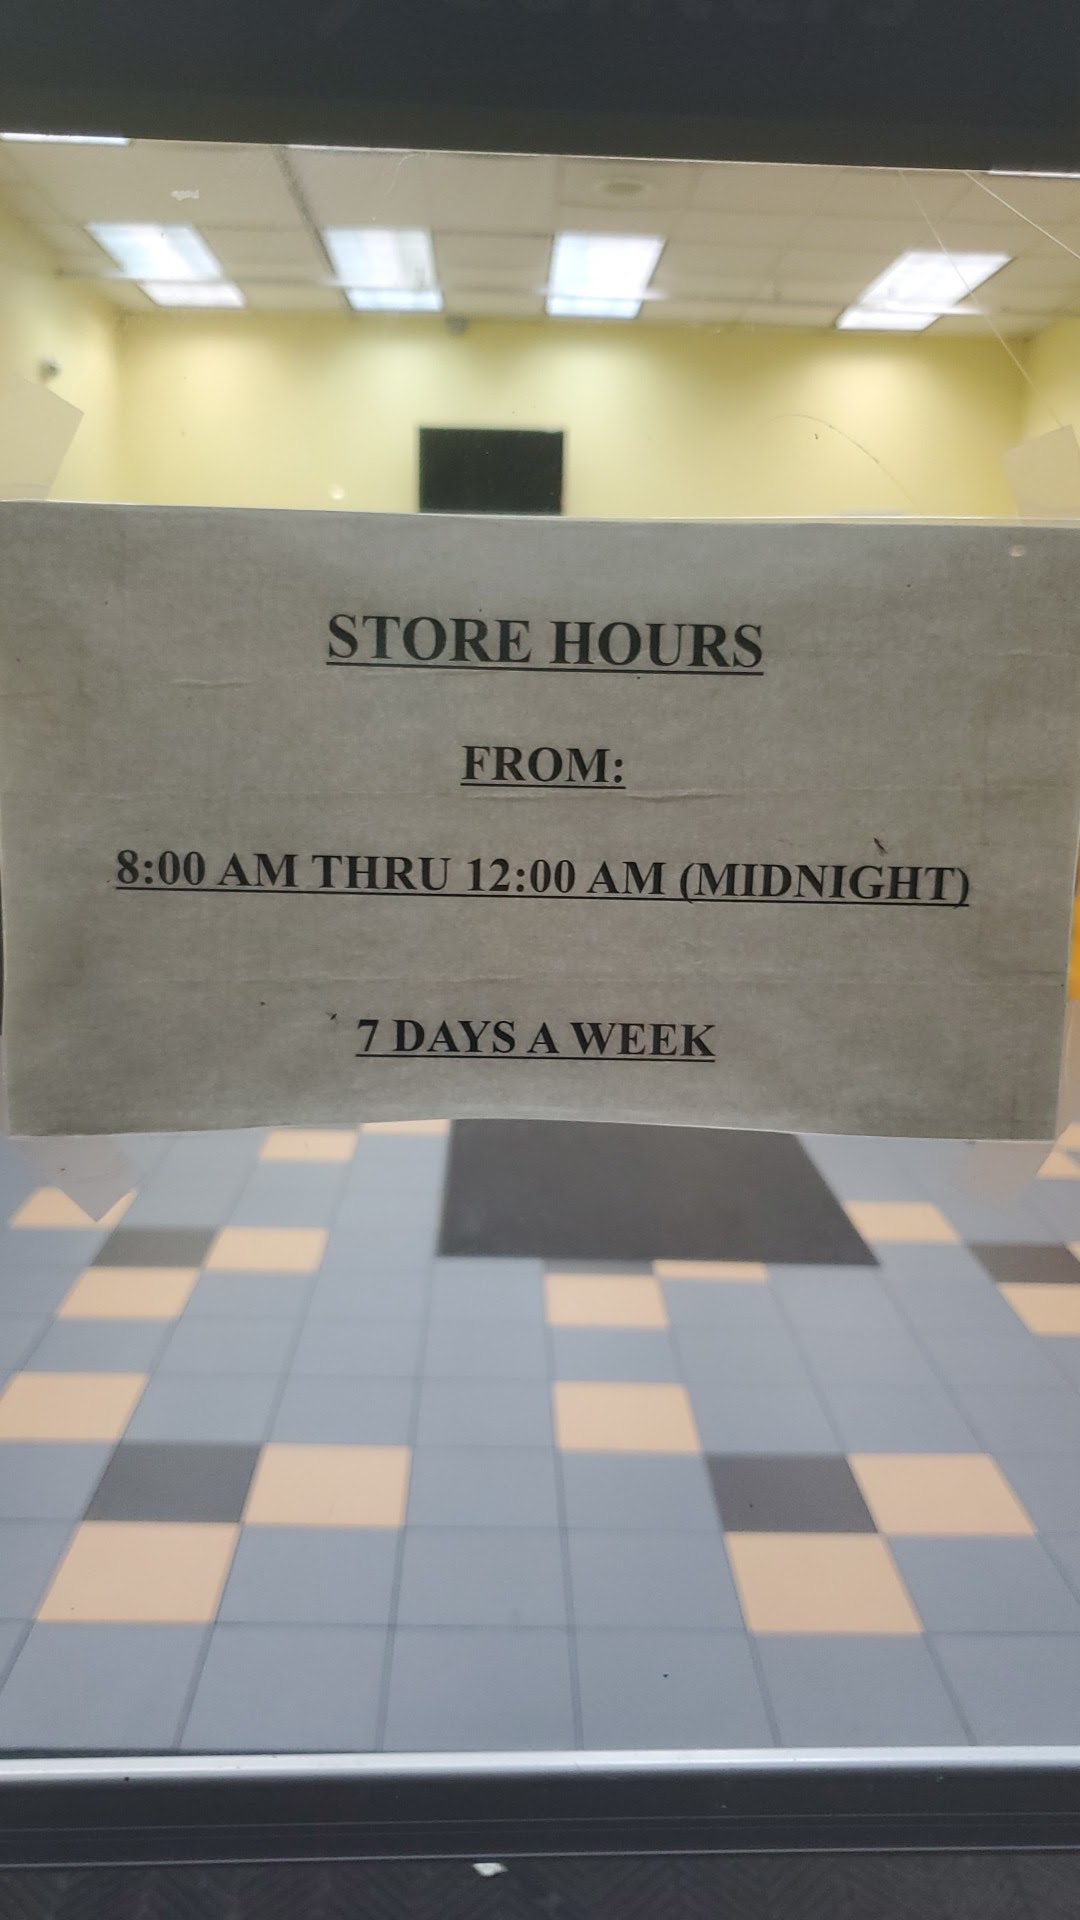 STORE HOURS
FROM:
8:00 AM THRU 12:00 AM (MIDNIGHT)
7 DAYS A WEEK